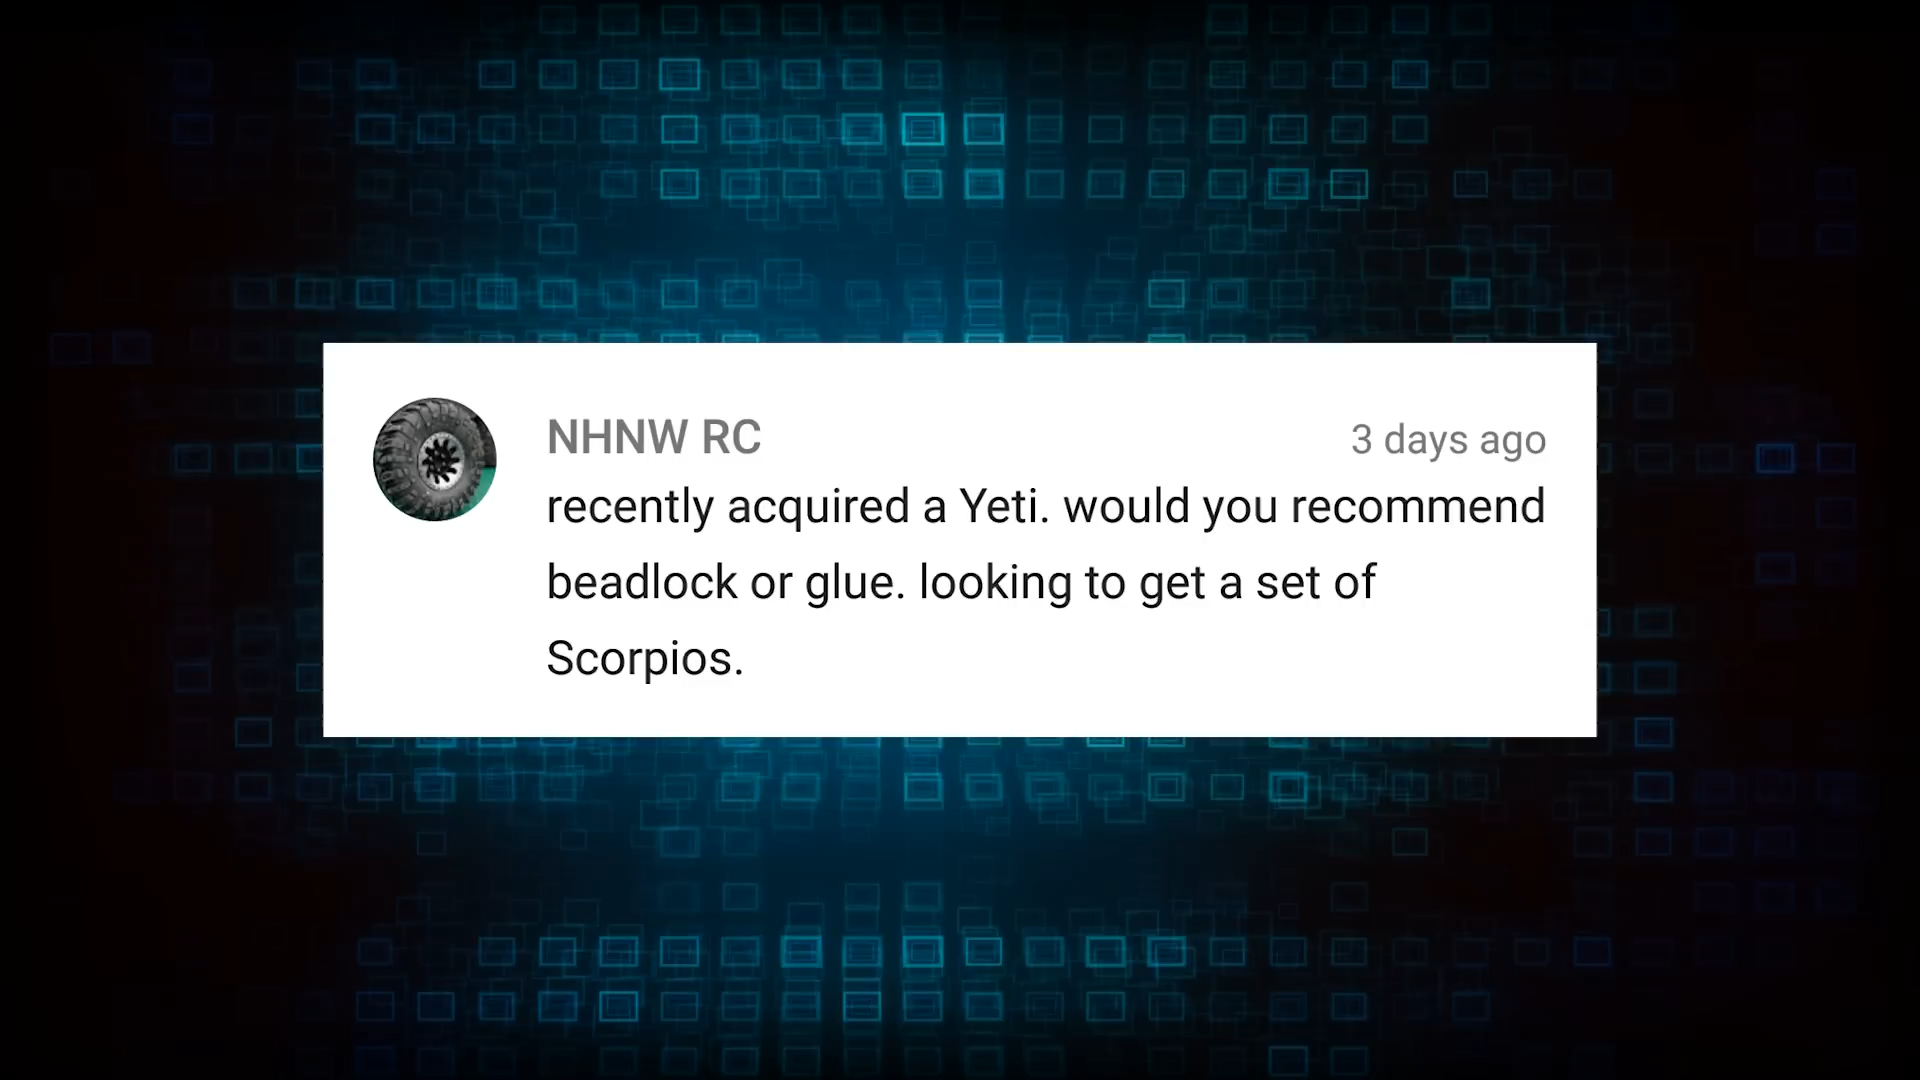 NHNW RC 3 days ago
recently acquired a Yeti. would you recommend
beadlock or glue. looking to get a set of
Scorpios.